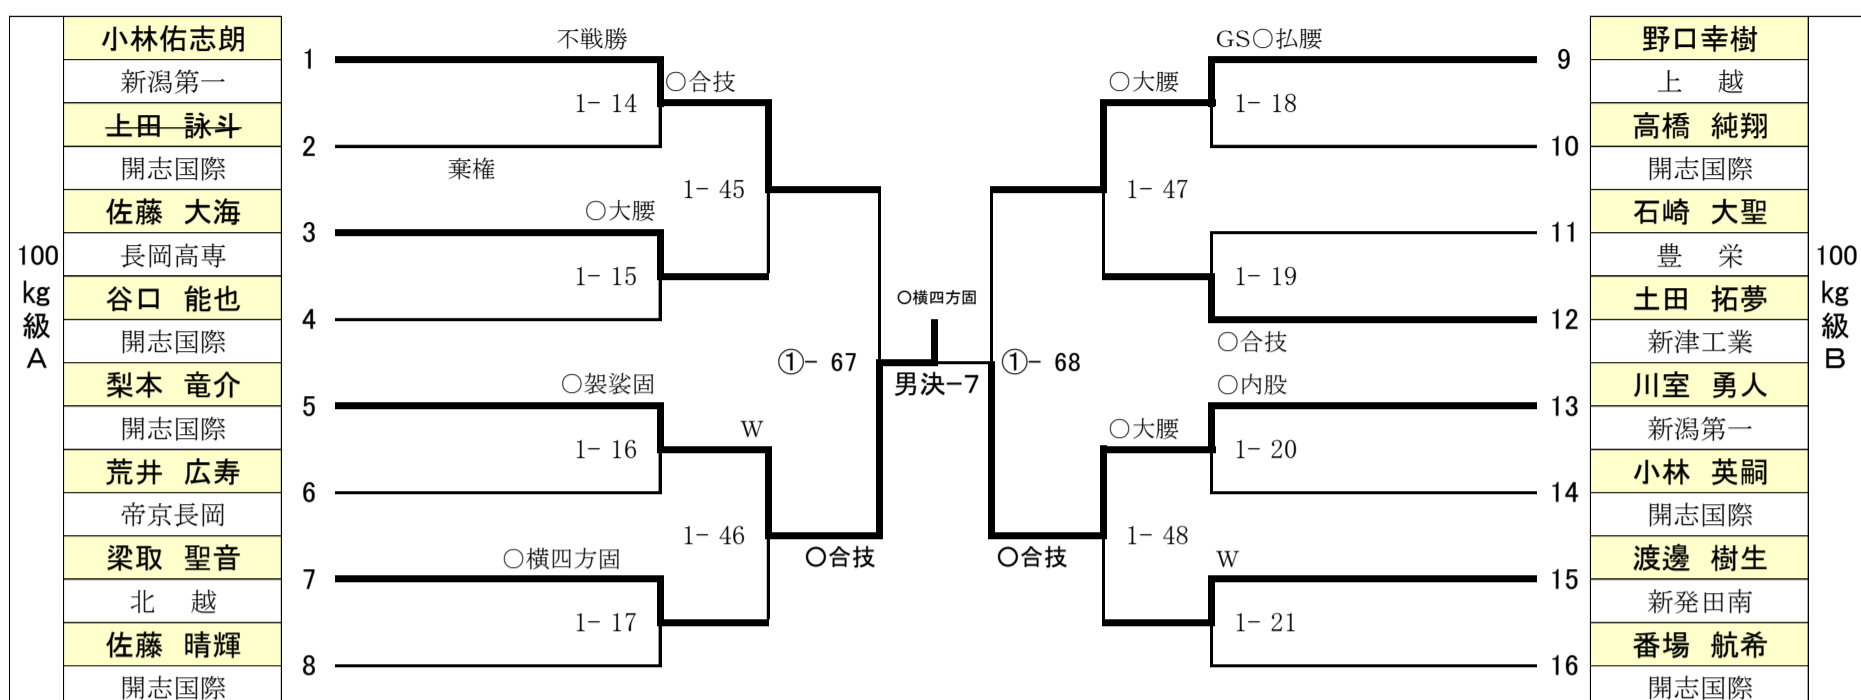 100
kg
級
A
小林佑志朗
新潟第一
1
上田 詠斗
開志国際
2
佐藤 大海
長岡高専
3
谷口 能也
開志国際
4
梨本 竜介
開志国際
5
荒井 広寿
帝京長岡
6
梁取 聖音
北 越
7
佐藤 晴輝
開志国際
8
不戦勝
1- 14
棄権
○大腰
1- 15
○袈裟固
1- 16
○横四方固
1- 17
○合技
1- 45
W
1- 46
①- 67
○合技
○横四方固
男決-7
①- 68
○合技
○大腰
1- 47
○大腰
1- 48
GS○払腰
1- 18
1- 19
○合技
○内股
1- 20
W
1- 21
9
野口幸樹
上 越
10
高橋 純翔
開志国際
11
石崎 大聖
豊 栄
12
土田 拓夢
新津工業
13
川室 勇人
新潟第一
14
小林 英嗣
開志国際
15
渡邊 樹生
新発田南
16
番場 航希
開志国際
100
kg
級
B